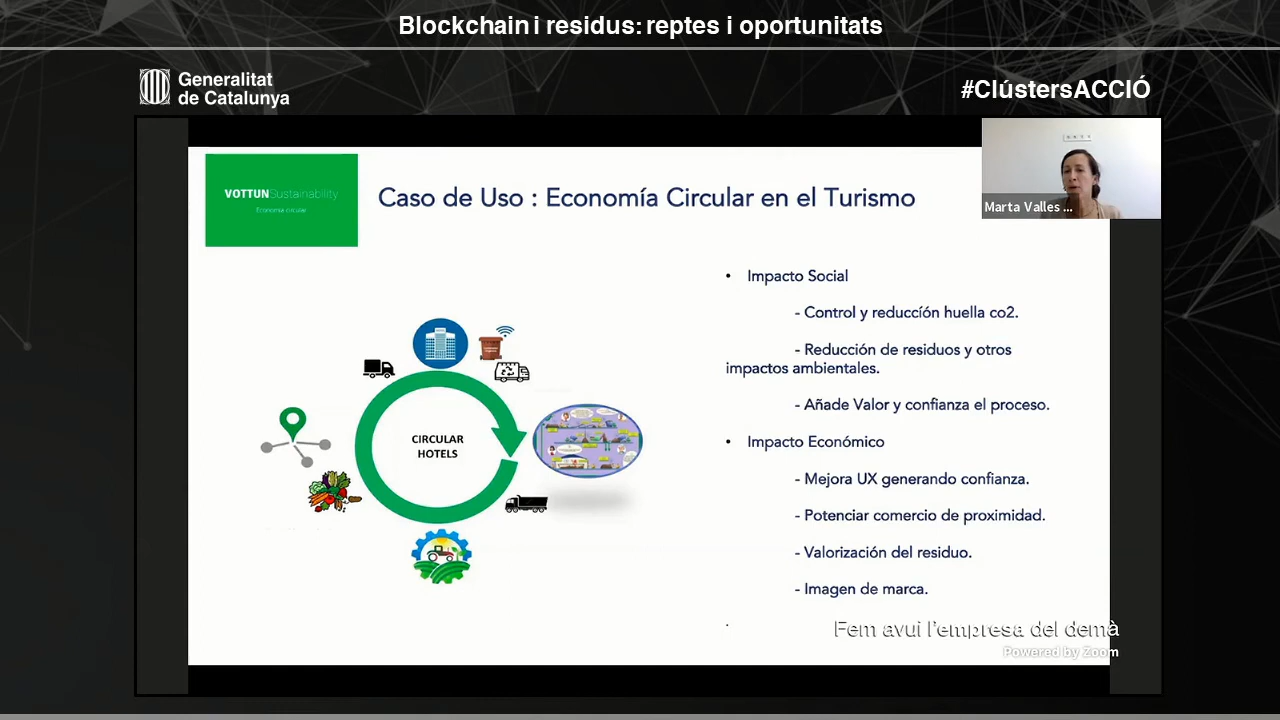 Blockchain i residus: reptes i oportunitats
Generalitat
de Catalunya
#ClústersACCIÓ
VOTTUN Sustainability
Economía circular
Caso de Uso : Economía Circular en el Turismo
Marta Valles ...
• Impacto Social
- Control y reduccíón huella co2.
- Reducción de residuos y otros
impactos ambientales.
- Añade Valor y confianza el proceso.
• Impacto Económico
- Mejora UX generando confianza.
- Potenciar comercio de proximidad.
- Valorización del residuo.
- Imagen de marca.
CIRCULAR
HOTELS
Fem avui l'empresa del demà
Powered by Zoom